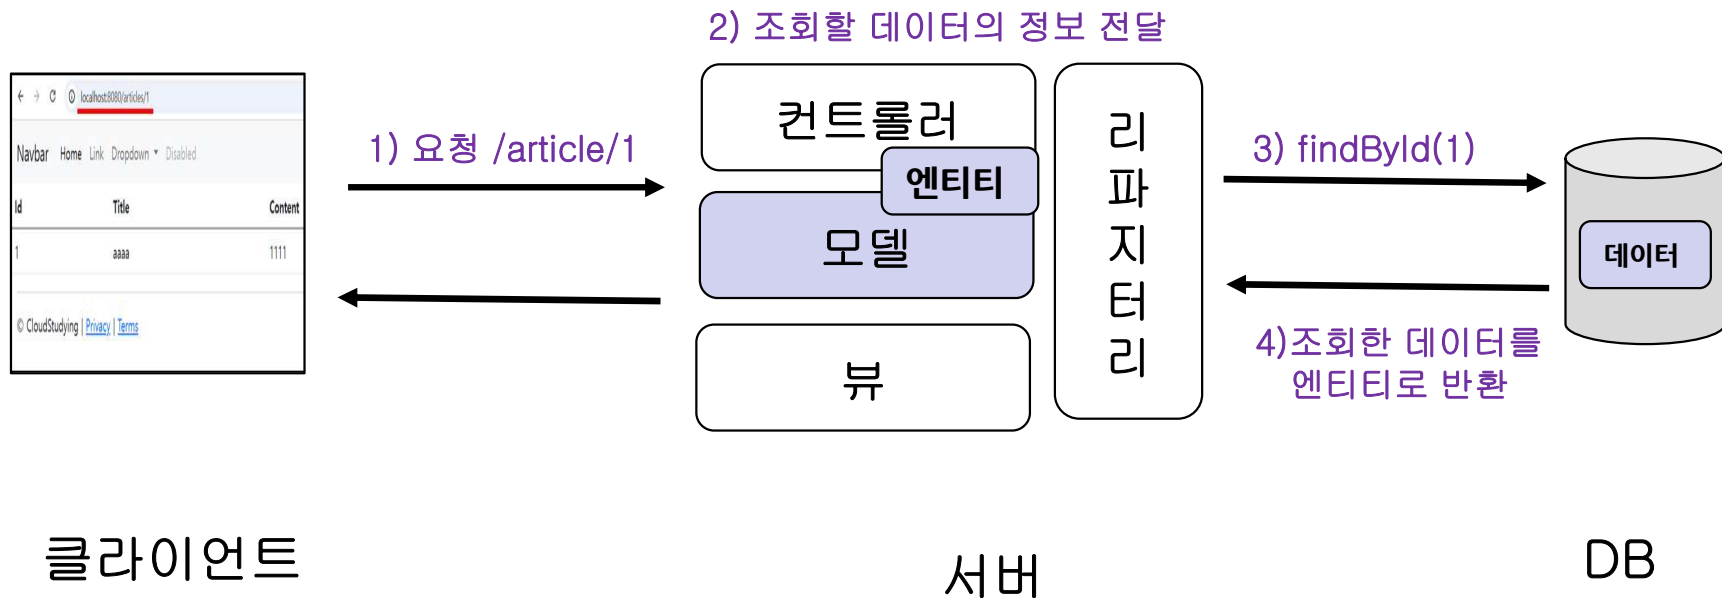 2) 조회할 데이터의 정보 전달
localhost:8080/articles/1
Navbar Home Link Dropdown Disabled
Id Title Content
1 aaaa 1111
© CloudStudying | Privacy | Terms
1) 요청 /article/1
컨트롤러
엔티티
모델
뷰
리파지터리
3) findById(1)
데이터
4)조회한 데이터를
엔티티로 반환
클라이언트
서버
DB